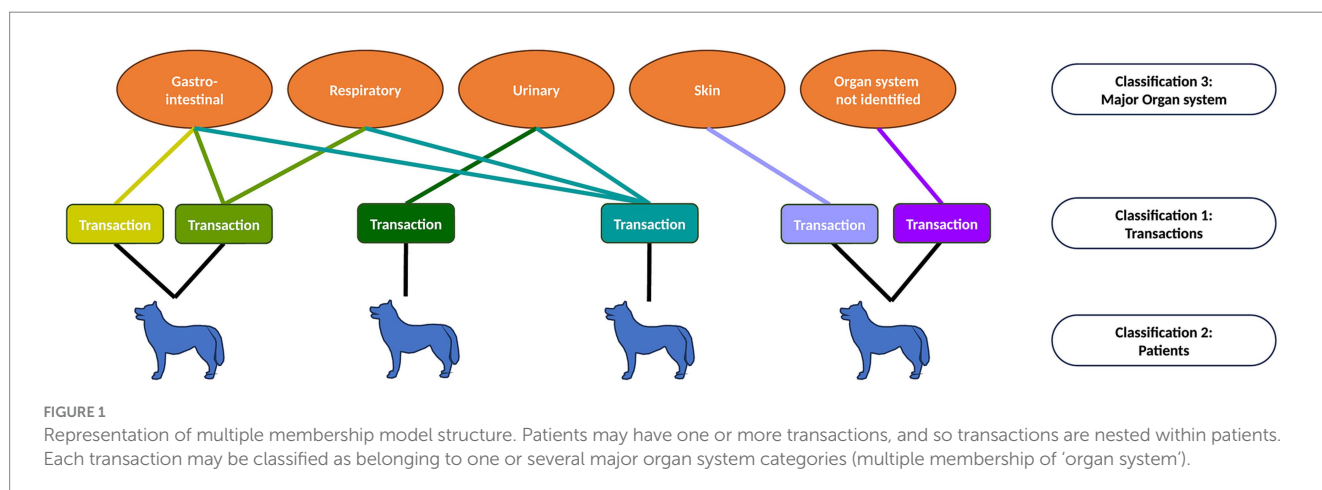 Gastro-
intestinal
Respiratory
Urinary
Skin
Organ system
not identified
Classification 3:
Major Organ system
Transaction
Transaction
Transaction
Transaction
Transaction
Transaction
Classification 1:
Transactions
Classification 2:
Patients
FIGURE 1
Representation of multiple membership model structure. Patients may have one or more transactions, and so transactions are nested within patients.
Each transaction may be classified as belonging to one or several major organ system categories (multiple membership of ‘organ system’).